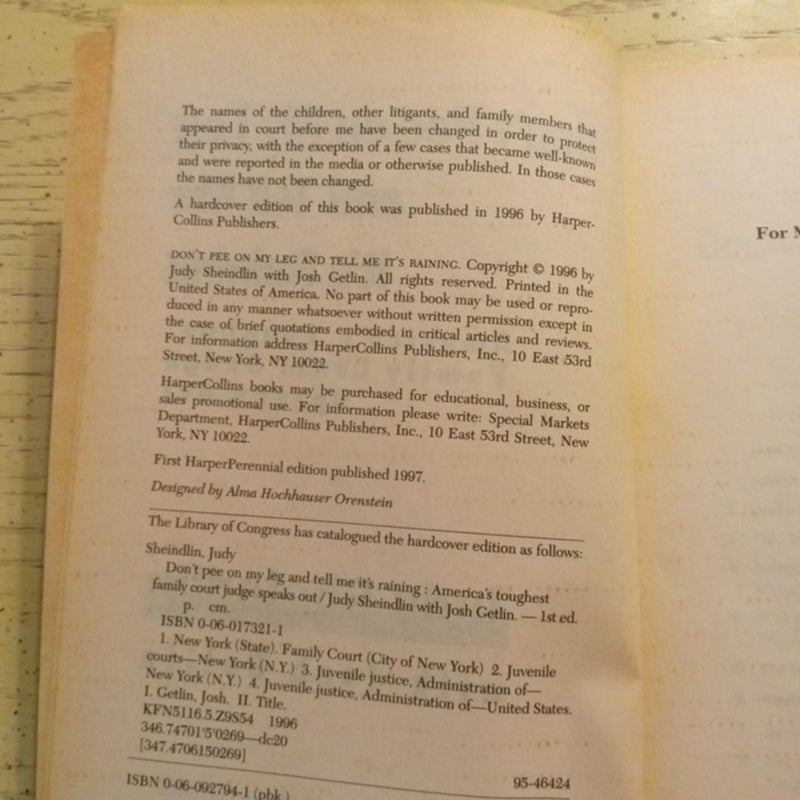 The names of the children, other litigants, and family members that
appeared in court before me have been changed in order to protect
their privacy, with the exception of a few cases that became well-known
and were reported in the media or otherwise published. In those cases
the names have not been changed.
A hardcover edition of this book was published in 1996 by Harper-
Collins Publishers.
DON'T PEE ON MY LEG AND TELL ME IT'S RAINING. Copyright © 1996 by
Judy Sheindlin with Josh Getlin. All rights reserved. Printed in the
United States of America. No part of this book may be used or repro-
duced in any manner whatsoever without written permission except in
the case of brief quotations embodied in critical articles and reviews.
For information address HarperCollins Publishers, Inc., 10 East 53rd
Street, New York, NY 10022.
HarperCollins books may be purchased for educational, business, or
sales promotional use. For information please write: Special Markets
Department, HarperCollins Publishers, Inc., 10 East 53rd Street, New
York, NY 10022.
First HarperPerennial edition published 1997.
Designed by Alma Hochhauser Orenstein
The Library of Congress has catalogued the hardcover edition as follows:
Sheindlin, Judy
Don't pee on my leg and tell me it's raining : America's toughest
family court judge speaks out / Judy Sheindlin with Josh Getlin. — 1st ed.
p. cm.
ISBN 0-06-017321-1
1. New York (State). Family Court (City of New York) 2. Juvenile
courts—New York (N.Y.) 3. Juvenile justice, Administration of—
New York (N.Y.) 4. Juvenile justice, Administration of—United States.
I. Getlin, Josh. II. Title.
KFN5116.5.Z9S54 1996
346.74701'5'0269—dc20
[347.4706150269]
95-46424
ISBN 0-06-092794-1 (pbk.)
For